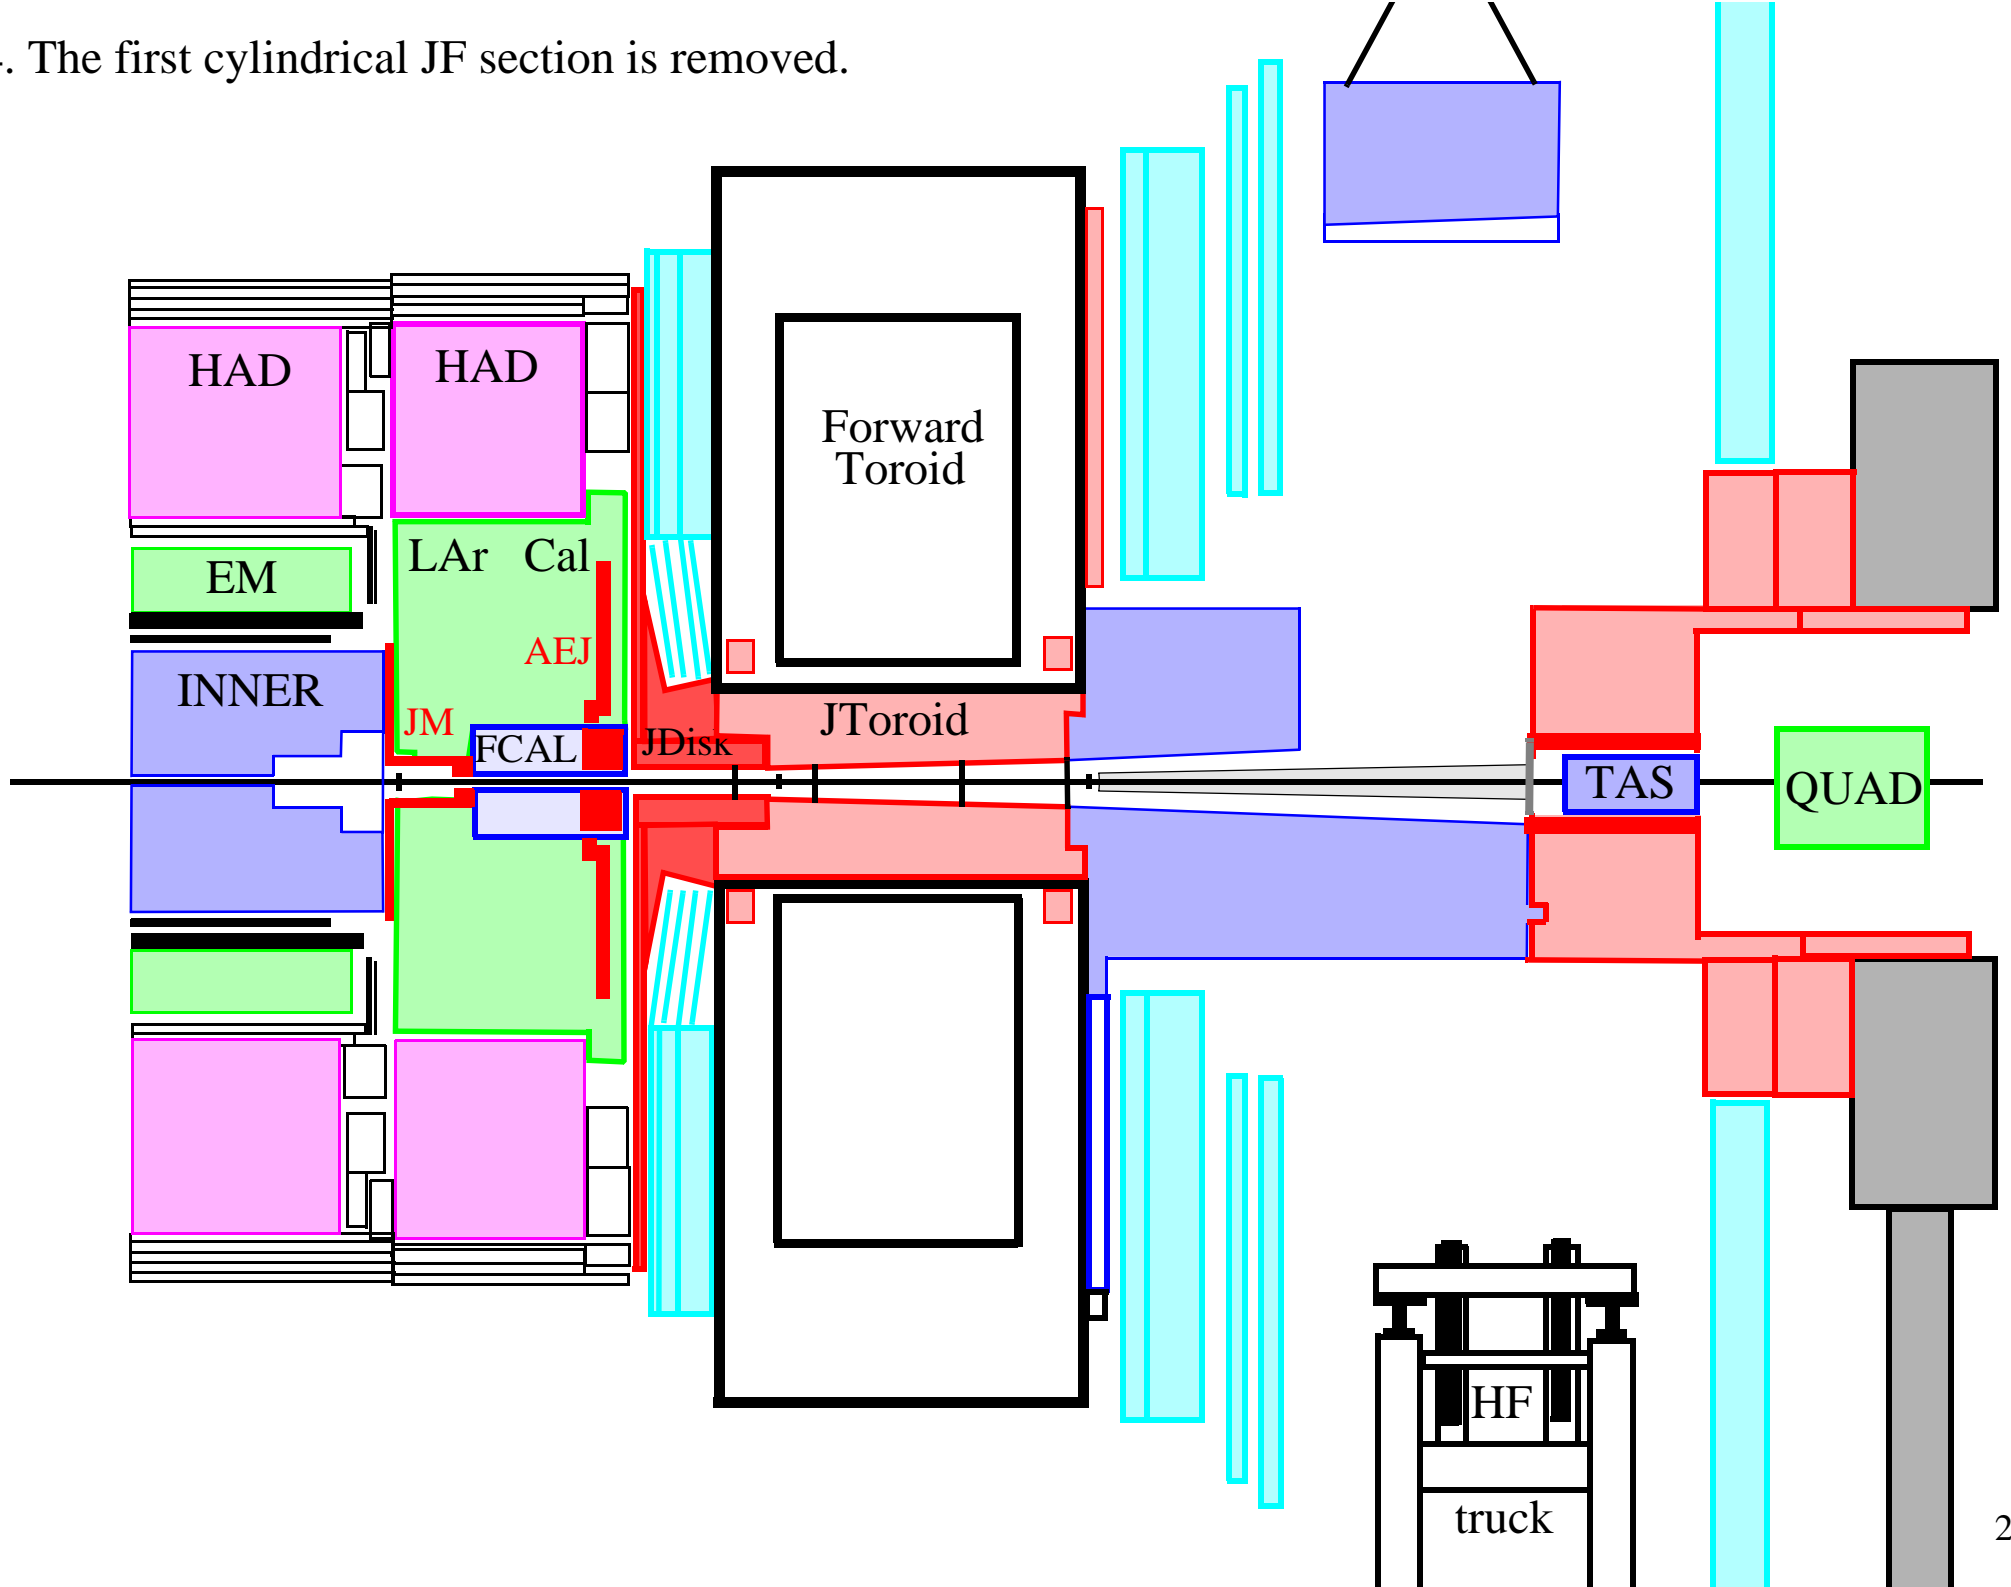 . The first cylindrical JF section is removed.
HAD
HAD
Forward
Toroid
LAr Cal
EM
AEJ
INNER
JM
JToroid
FCAL
JDisk
TAS
QUAD
HF
truck
2